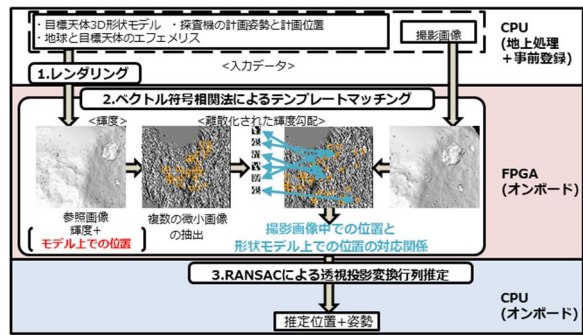 ・目標天体3D形状モデル ・探査機の計画姿勢と計画位置
・地球と目標天体のエフェメリス
撮影画像
CPU
(地上処理
+事前登録)
<入力データ>
1.レンダリング
2.ベクトル符号相関法によるテンプレートマッチング
<輝度>
<離散化された輝度勾配>
FPGA
(オンボード)
参照画像
輝度+
モデル上での位置
複数の微小画像
の抽出
撮影画像中での位置と
形状モデル上での位置の対応関係
3.RANSACによる透視投影変換行列推定
CPU
(オンボード)
推定位置+姿勢